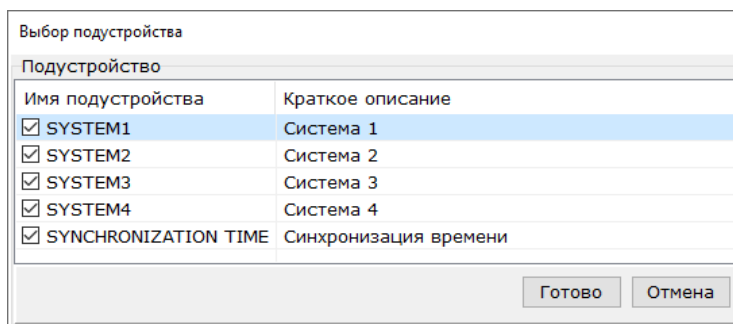 Выбор подустройства
Подустройство
Имя подустройства Краткое описание
SYSTEM1 Система 1
SYSTEM2 Система 2
SYSTEM3 Система 3
SYSTEM4 Система 4
SYNCHRONIZATION TIME Синхронизация времени
Готово Отмена